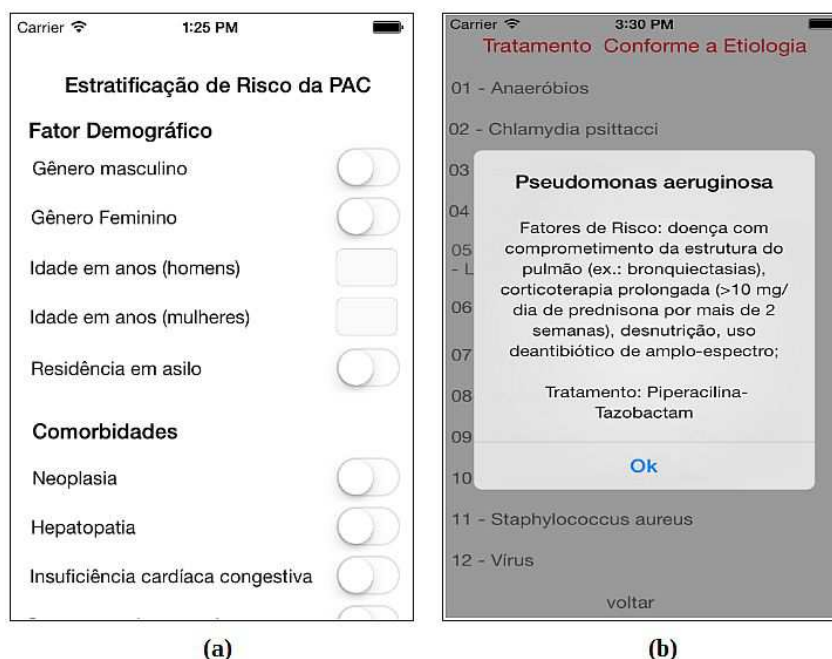 Carrier 1:25 PM
Estratificação de Risco da PAC
Fator Demográfico
Gênero masculino
Gênero Feminino
Idade em anos (homens)
Idade em anos (mulheres)
Residência em asilo
Comorbidades
Neoplasia
Hepatopatia
Insuficiência cardíaca congestiva
(a)
Carrier 3:30 PM
Tratamento Conforme a Etiologia
01 - Anaeróbios
02 - Chlamydia psittacci
03
04
05
- L
06
07
08
09
10
11 - Staphylococcus aureus
12 - Vírus
voltar
Pseudomonas aeruginosa
Fatores de Risco: doença com
comprometimento da estrutura do
pulmão (ex.: bronquiectasias),
corticoterapia prolongada (>10 mg/
dia de prednisona por mais de 2
semanas), desnutrição, uso
deantibiótico de amplo-espectro;
Tratamento: Piperacilina-
Tazobactam
Ok
(b)